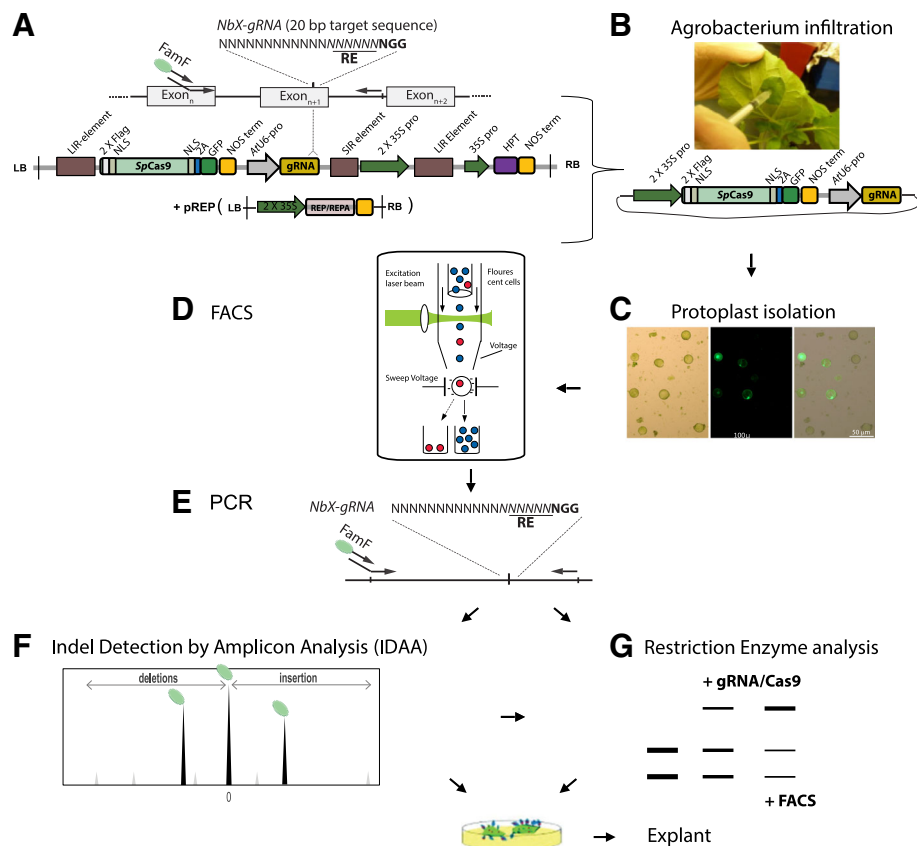 A
NbX-gRNA (20 bp target sequence)
NNNNNNNNNNNNNNNNNNNNNGG
RE
FamF
Exon n
Exon n+1
Exon n+2
LB
LIR-element
2 X Flag
NLS
SpCas9
NLS
2A
GFP
NOS term
AtU6-pro
gRNA
SIR element
2 X 35S pro
LIR Element
35S pro
HPT
NOS term
RB
+ pREP ( LB
2 X 35S
REP/REPA
RB )
B
Agrobacterium infiltration
2 X 35S pro
2 X Flag
NLS
SpCas9
NLS
2A
GFP
NOS term
AtU6-pro
gRNA
C
Protoplast isolation
100µ
50 µm
D
FACS
Excitation
laser beam
Floures
cent cells
Voltage
Sweep Voltage
E
PCR
NbX-gRNA
NNNNNNNNNNNNNNNNNNNNGG
RE
FamF
F
Indel Detection by Amplicon Analysis (IDAA)
deletions
insertion
0
G
Restriction Enzyme analysis
+ gRNA/Cas9
+ FACS
Explant